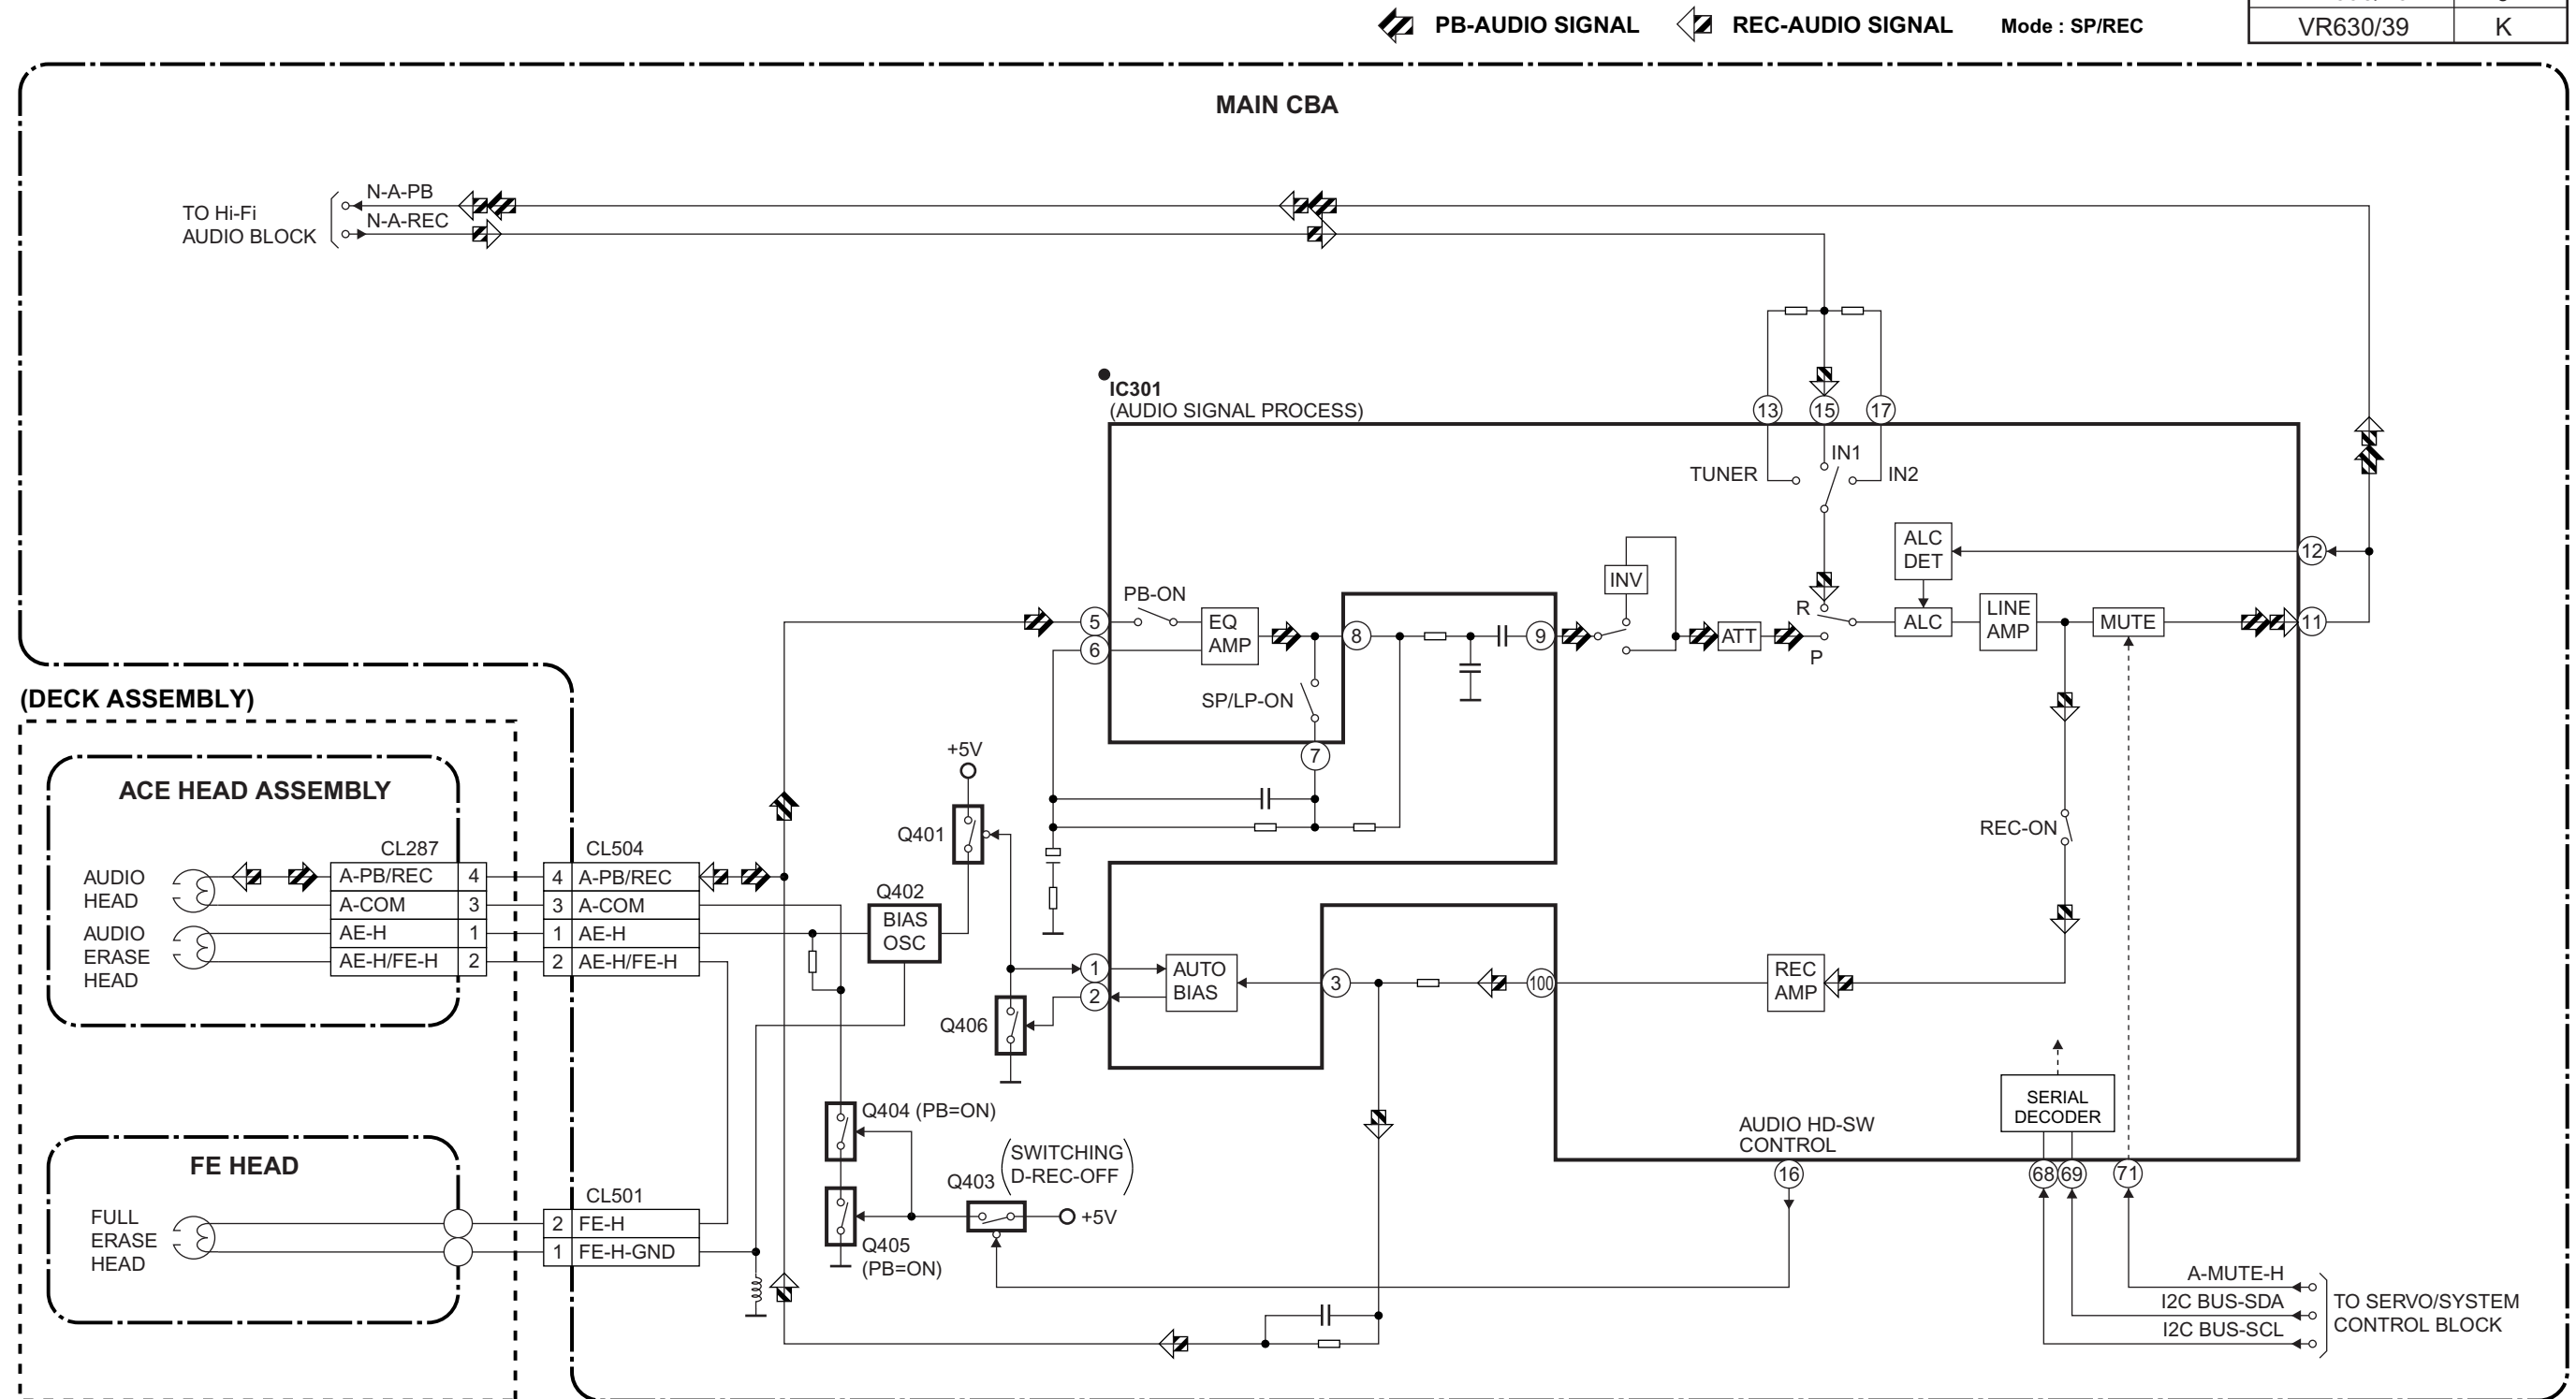 PB-AUDIO SIGNAL REC-AUDIO SIGNAL Mode : SP/REC
VR630/39 K
MAIN CBA
TO Hi-Fi
AUDIO BLOCK
N-A-PB
N-A-REC
IC301
(AUDIO SIGNAL PROCESS)
13 15 17
TUNER
IN1
IN2
ALC
DET
12
INV
PB-ON
5
6
EQ
AMP
8
9
ATT
R
P
ALC
LINE
AMP
MUTE
11
SP/LP-ON
7
(DECK ASSEMBLY)
ACE HEAD ASSEMBLY
+5V
Q401
REC-ON
CL287
CL504
AUDIO
HEAD
A-PB/REC 4
4 A-PB/REC
A-COM 3
3 A-COM
AUDIO
ERASE
HEAD
AE-H 1
1 AE-H
AE-H/FE-H 2
2 AE-H/FE-H
Q402
BIAS
OSC
1
2
AUTO
BIAS
3
100
REC
AMP
Q406
SERIAL
DECODER
Q404 (PB=ON)
AUDIO HD-SW
CONTROL
16
68 69 71
FE HEAD
Q403
(SWITCHING
D-REC-OFF)
+5V
Q405
(PB=ON)
CL501
FULL
ERASE
HEAD
2 FE-H
1 FE-H-GND
A-MUTE-H
I2C BUS-SDA
I2C BUS-SCL
TO SERVO/SYSTEM
CONTROL BLOCK